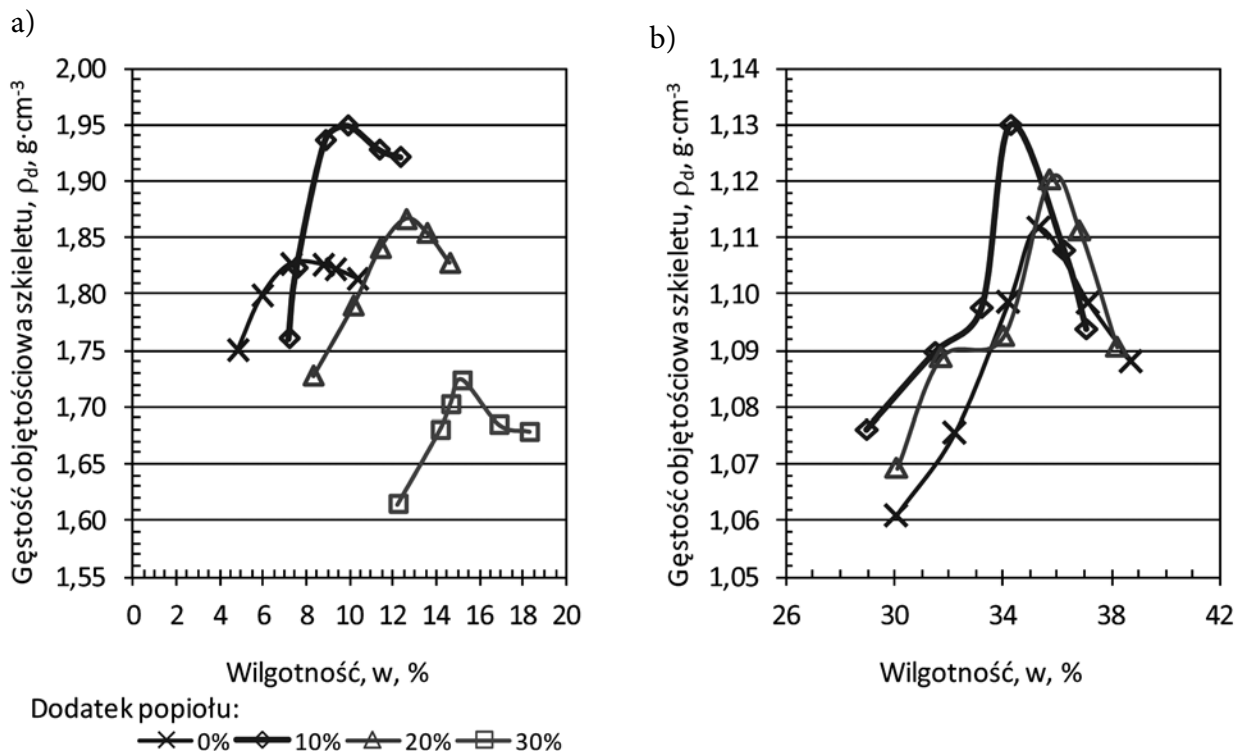 a)
Gęstość objętościowa szkieletu, ρd, g·cm-3
2,00
1,95
1,90
1,85
1,80
1,75
1,70
1,65
1,60
1,55
0 2 4 6 8 10 12 14 16 18 20
Wilgotność, w, %
b)
Gęstość objętościowa szkieletu, ρd, g·cm-3
1,14
1,13
1,12
1,11
1,10
1,09
1,08
1,07
1,06
1,05
26 30 34 38 42
Wilgotność, w, %
Dodatek popiołu:
0% 10% 20% 30%